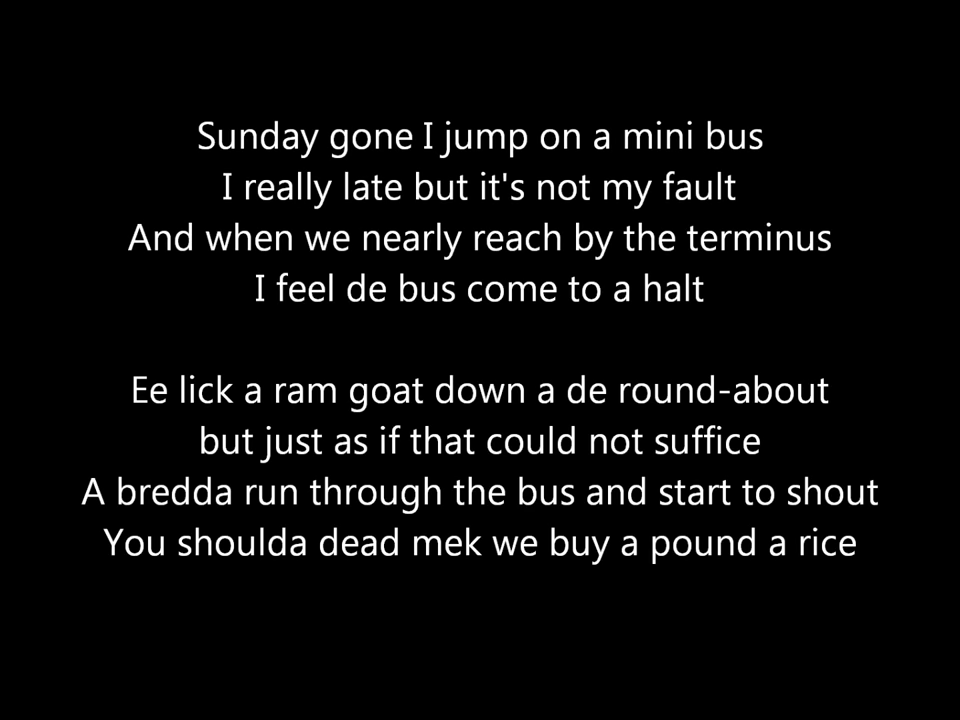 Sunday gone I jump on a mini bus
I really late but it's not my fault
And when we nearly reach by the terminus
I feel de bus come to a halt
Ee lick a ram goat down a de round-about
but just as if that could not suffice
A bredda run through the bus and start to shout
You shoulda dead mek we buy a pound a rice